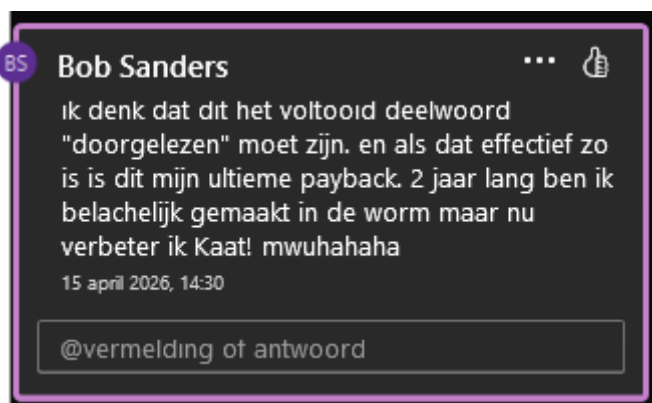 BS
Bob Sanders
ik denk dat dit het voltooid deelwoord
"doorgelezen" moet zijn. en als dat effectief zo
is is dit mijn ultieme payback. 2 jaar lang ben ik
belachelijk gemaakt in de worm maar nu
verbeter ik Kaat! mwuhahaha
15 april 2026, 14:30
@vermelding of antwoord